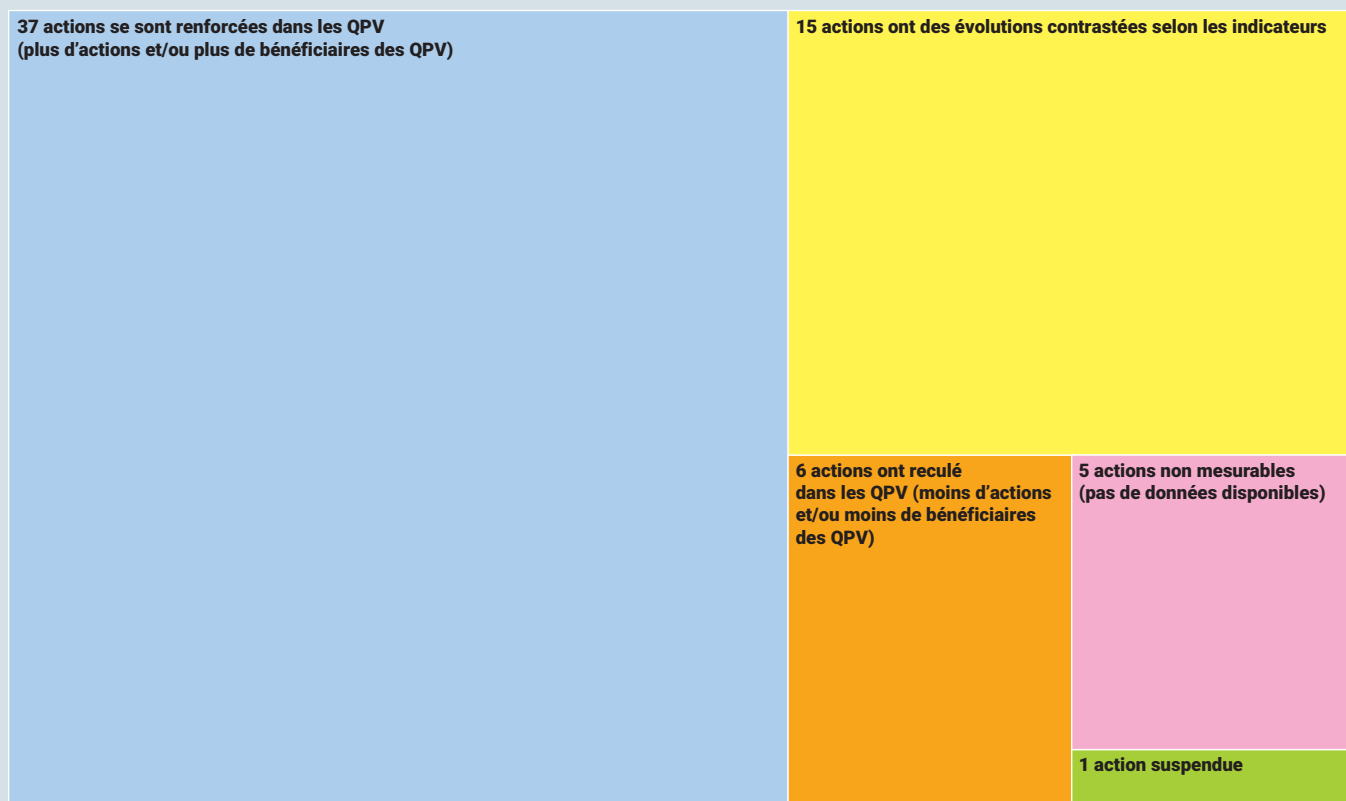 37 actions se sont renforcées dans les QPV
(plus d’actions et/ou plus de bénéficiaires des QPV)
15 actions ont des évolutions contrastées selon les indicateurs
6 actions ont reculé
dans les QPV (moins d’actions
et/ou moins de bénéficiaires
des QPV)
5 actions non mesurables
(pas de données disponibles)
1 action suspendue